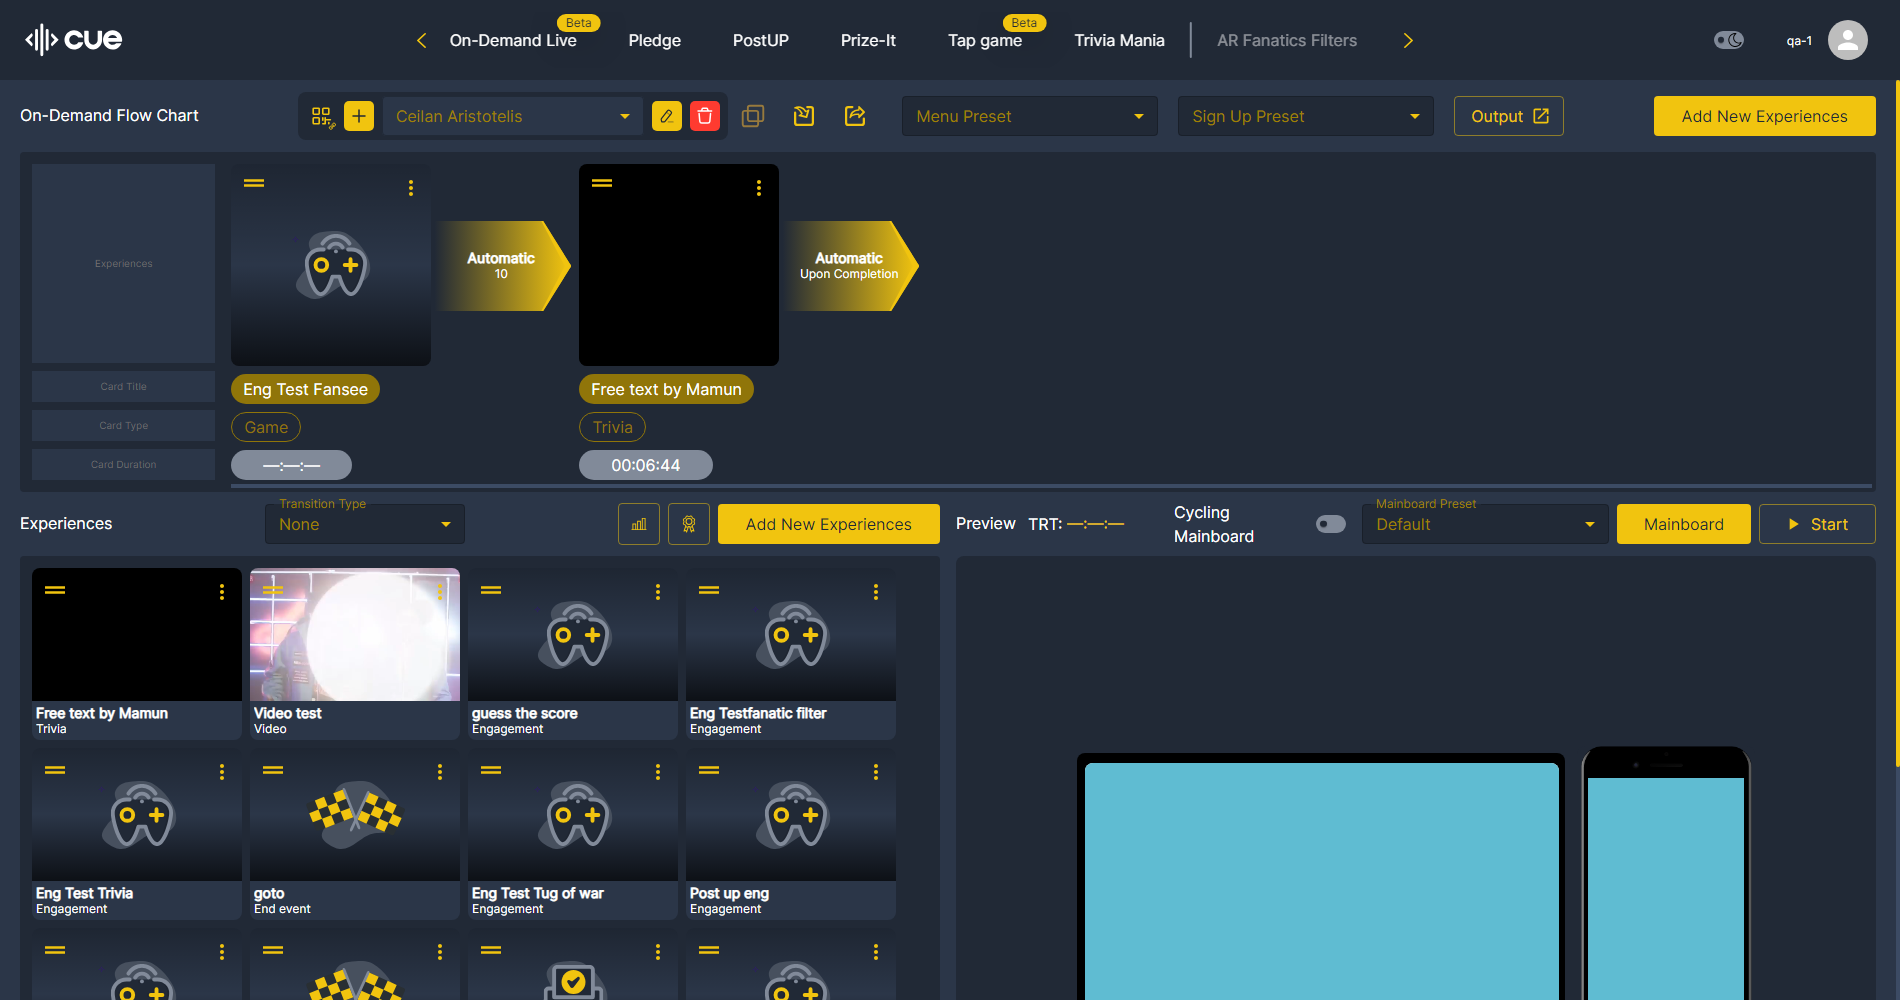 cue
On-Demand Live
Beta
Pledge
PostUP
Prize-It
Tap game
Beta
Trivia Mania
AR Fanatics Filters
qa-1
On-Demand Flow Chart
Ceilan Aristotelis
Menu Preset
Sign Up Preset
Output
Add New Experiences
Experiences
Automatic
10
Automatic
Upon Completion
Card Title
Eng Test Fansee
Free text by Mamun
Card Type
Game
Trivia
Card Duration
—:—:—
00:06:44
Experiences
Transition Type
None
Add New Experiences
Preview
TRT: —:—:—
Cycling
Mainboard
Mainboard Preset
Default
Mainboard
Start
Free text by Mamun
Trivia
Video test
Video
guess the score
Engagement
Eng Testfanatic filter
Engagement
Eng Test Trivia
Engagement
goto
End event
Eng Test Tug of war
Engagement
Post up eng
Engagement